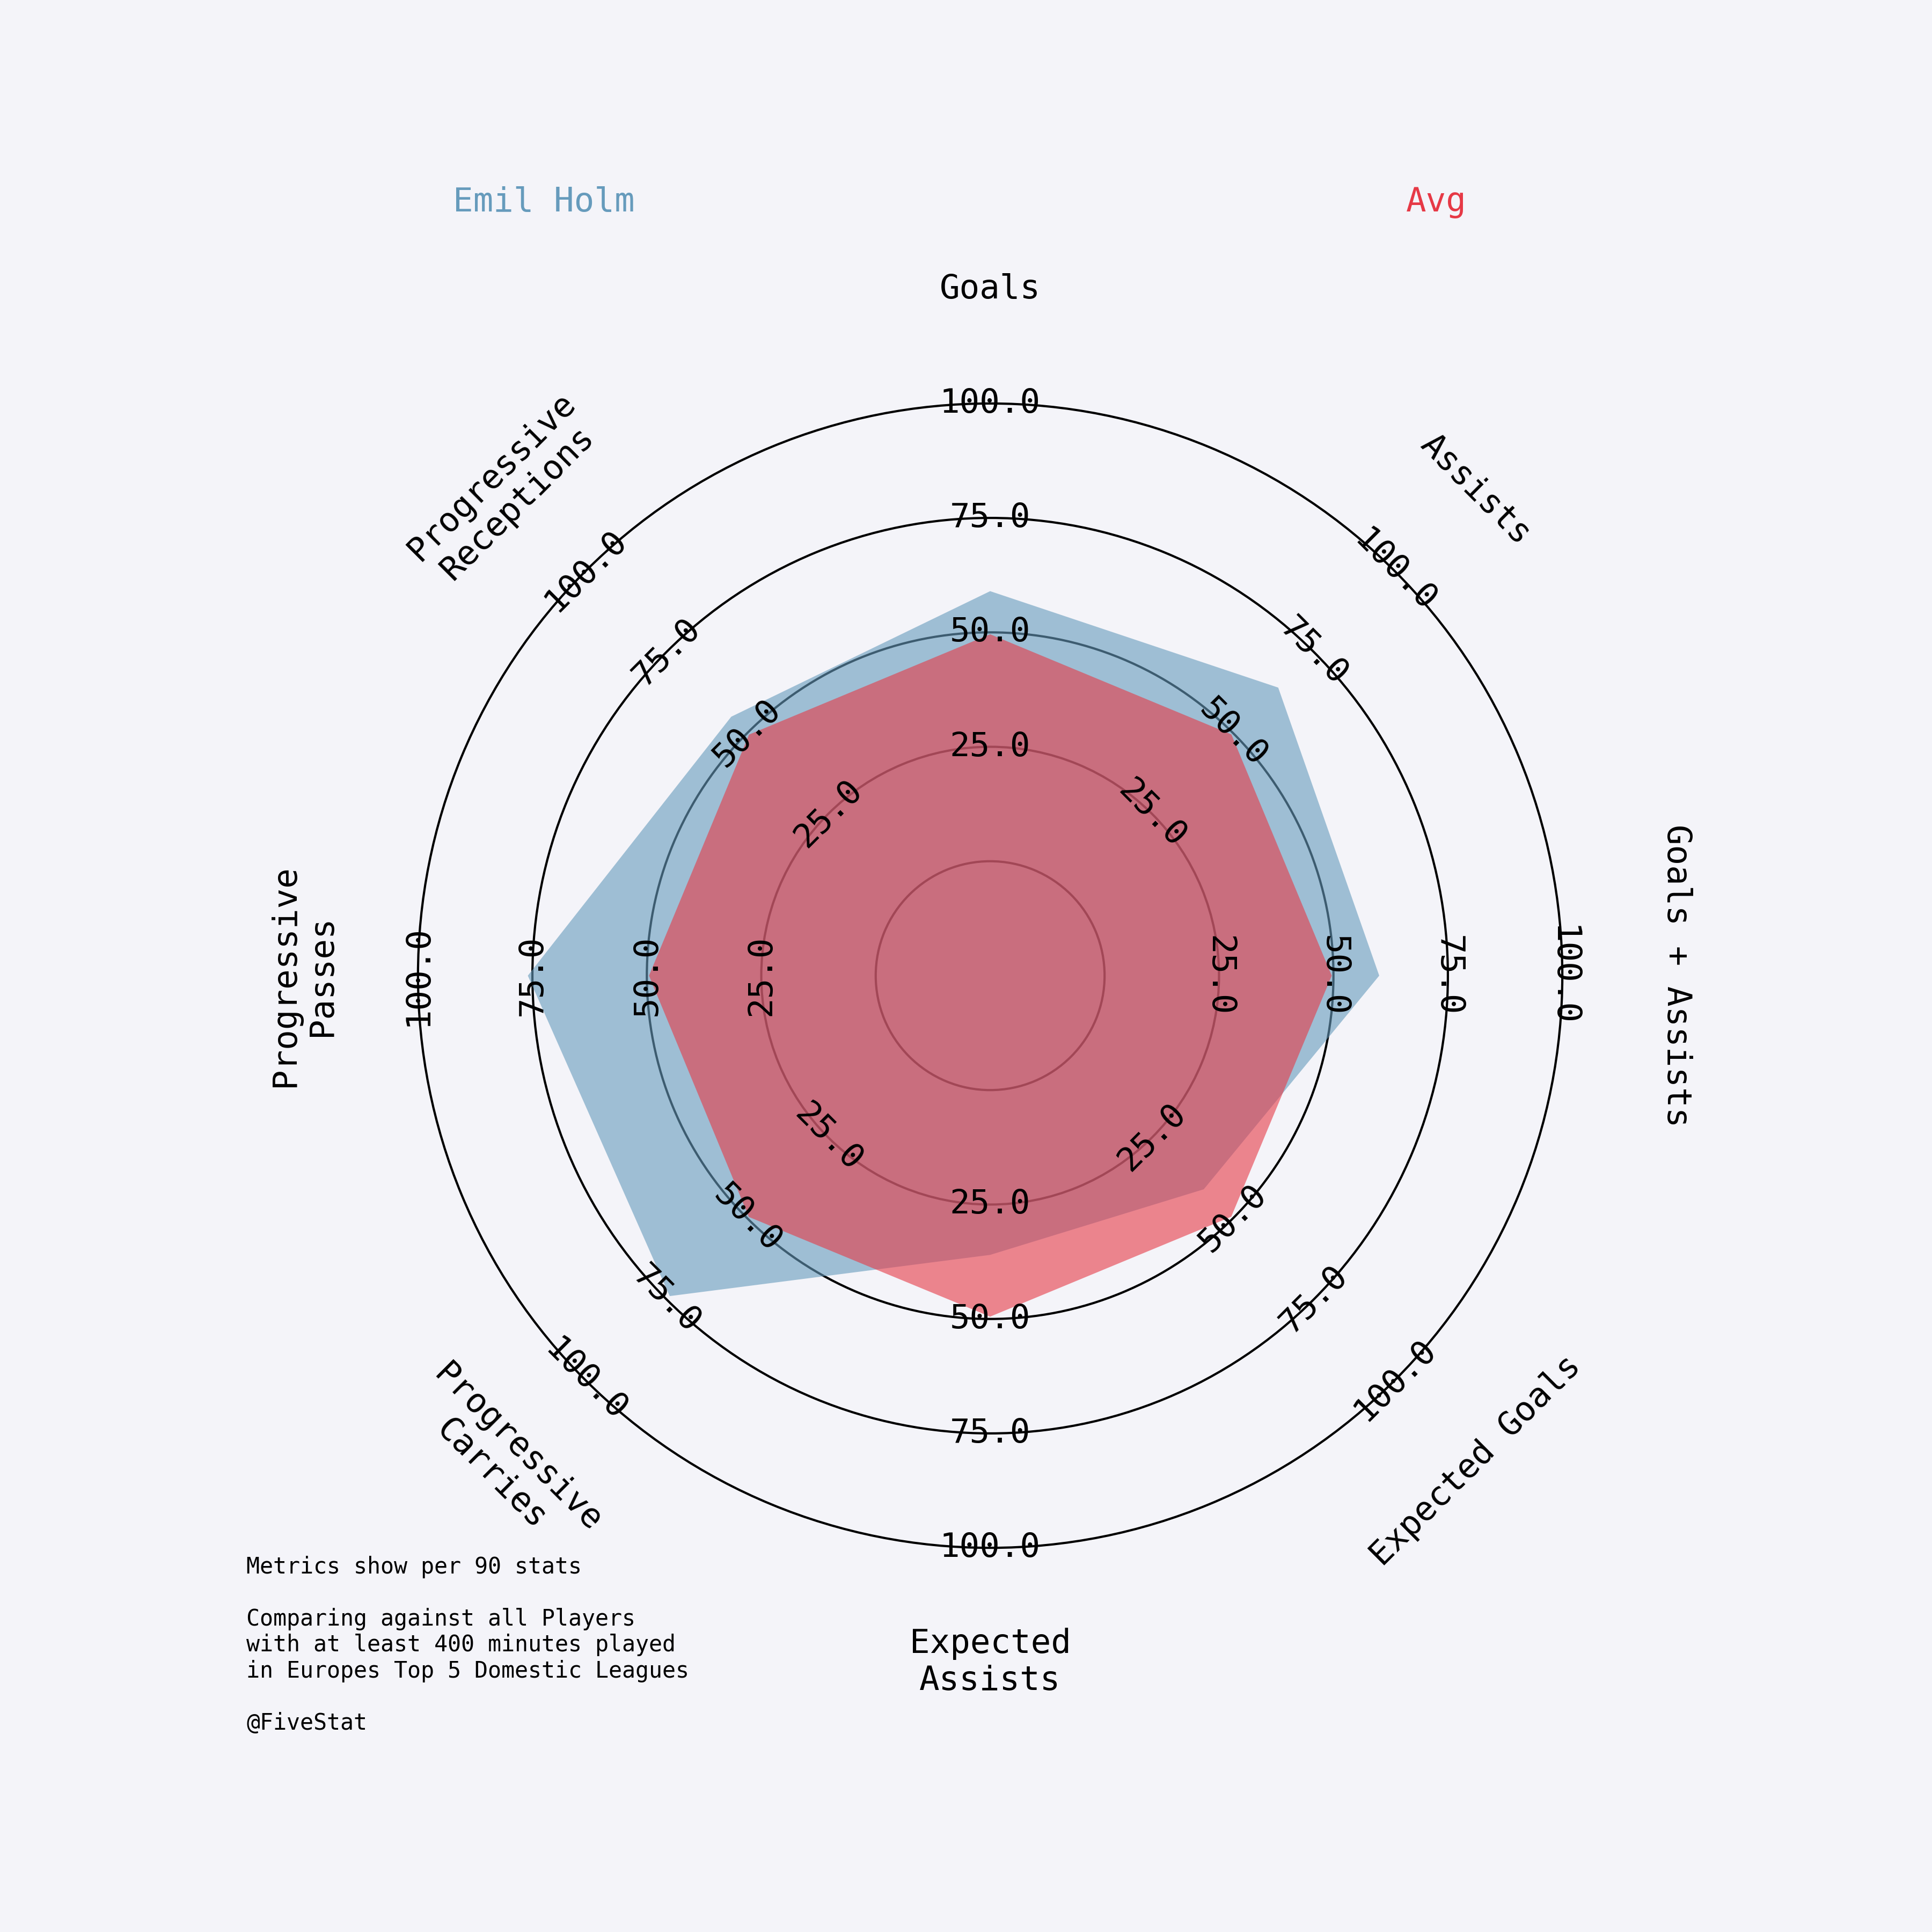 Emil Holm
Avg
Goals
Assists
Goals + Assists
Expected Goals
Expected
Assists
Progressive
Carries
Progressive
Passes
Progressive
Receptions
25.0
50.0
75.0
100.0
25.0
50.0
75.0
100.0
25.0
50.0
75.0
100.0
25.0
50.0
75.0
100.0
25.0
50.0
75.0
100.0
25.0
50.0
75.0
100.0
25.0
50.0
75.0
100.0
25.0
50.0
75.0
100.0
Metrics show per 90 stats
Comparing against all Players
with at least 400 minutes played
in Europes Top 5 Domestic Leagues
@FiveStat